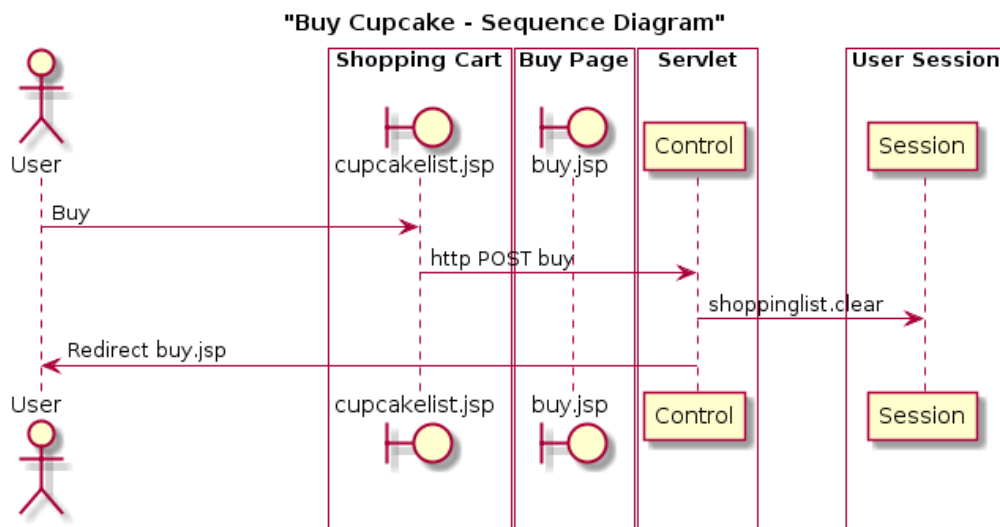 "Buy Cupcake - Sequence Diagram"
Shopping Cart
Buy Page
Servlet
User Session
User
cupcakelist.jsp
buy.jsp
Control
Session
Buy
http POST buy
shoppinglist.clear
Redirect buy.jsp
User
cupcakelist.jsp
buy.jsp
Control
Session